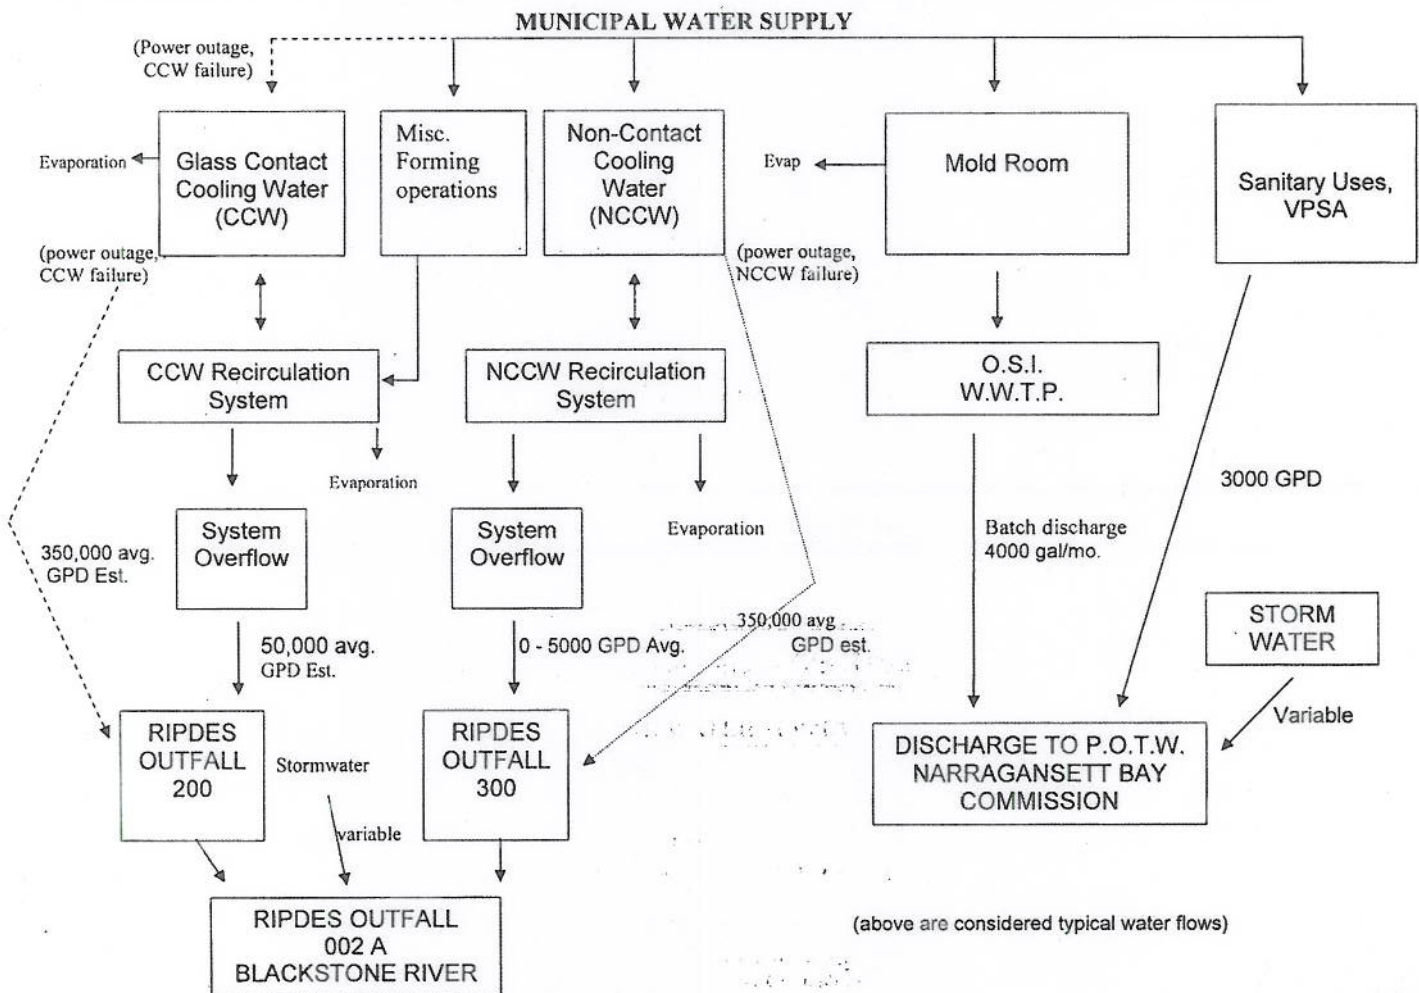 MUNICIPAL WATER SUPPLY
(Power outage,
CCW failure)
Evaporation
Glass Contact
Cooling Water
(CCW)
Misc.
Forming
operations
Non-Contact
Cooling
Water
(NCCW)
Evap
Mold Room
Sanitary Uses,
VPSA
(power outage,
CCW failure)
(power outage,
NCCW failure)
CCW Recirculation
System
NCCW Recirculation
System
O.S.I.
W.W.T.P.
Evaporation
Evaporation
3000 GPD
System
Overflow
System
Overflow
Batch discharge
4000 gal/mo.
350,000 avg.
GPD Est.
50,000 avg.
GPD Est.
0 - 5000 GPD Avg.
350,000 avg
GPD est.
STORM
WATER
Variable
RIPDES
OUTFALL
200
Stormwater
variable
RIPDES
OUTFALL
300
DISCHARGE TO P.O.T.W.
NARRAGANSETT BAY
COMMISSION
RIPDES OUTFALL
002 A
BLACKSTONE RIVER
(above are considered typical water flows)